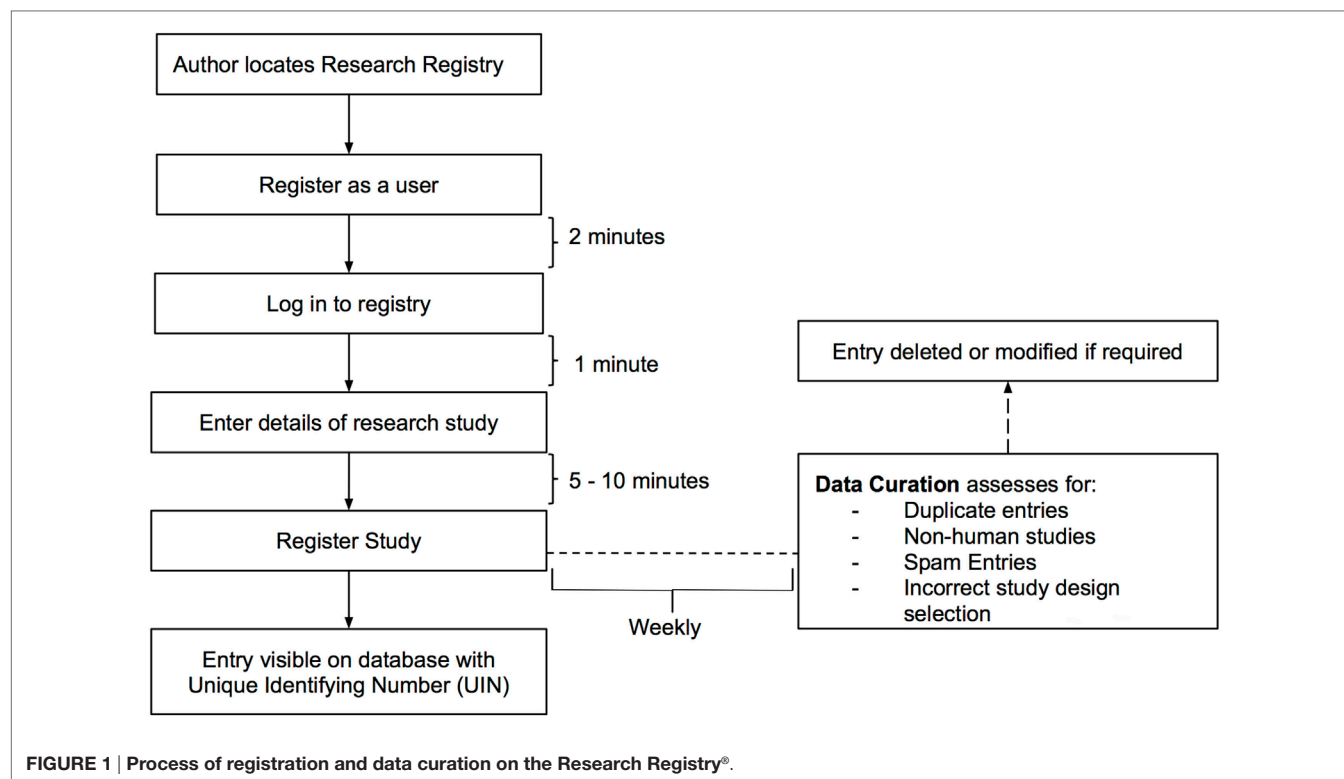 Author locates Research Registry
Register as a user
2 minutes
Log in to registry
1 minute
Enter details of research study
5 - 10 minutes
Register Study
Weekly
Entry visible on database with
Unique Identifying Number (UIN)
Entry deleted or modified if required
Data Curation assesses for:
- Duplicate entries
- Non-human studies
- Spam Entries
- Incorrect study design
selection
FIGURE 1 | Process of registration and data curation on the Research Registry®.